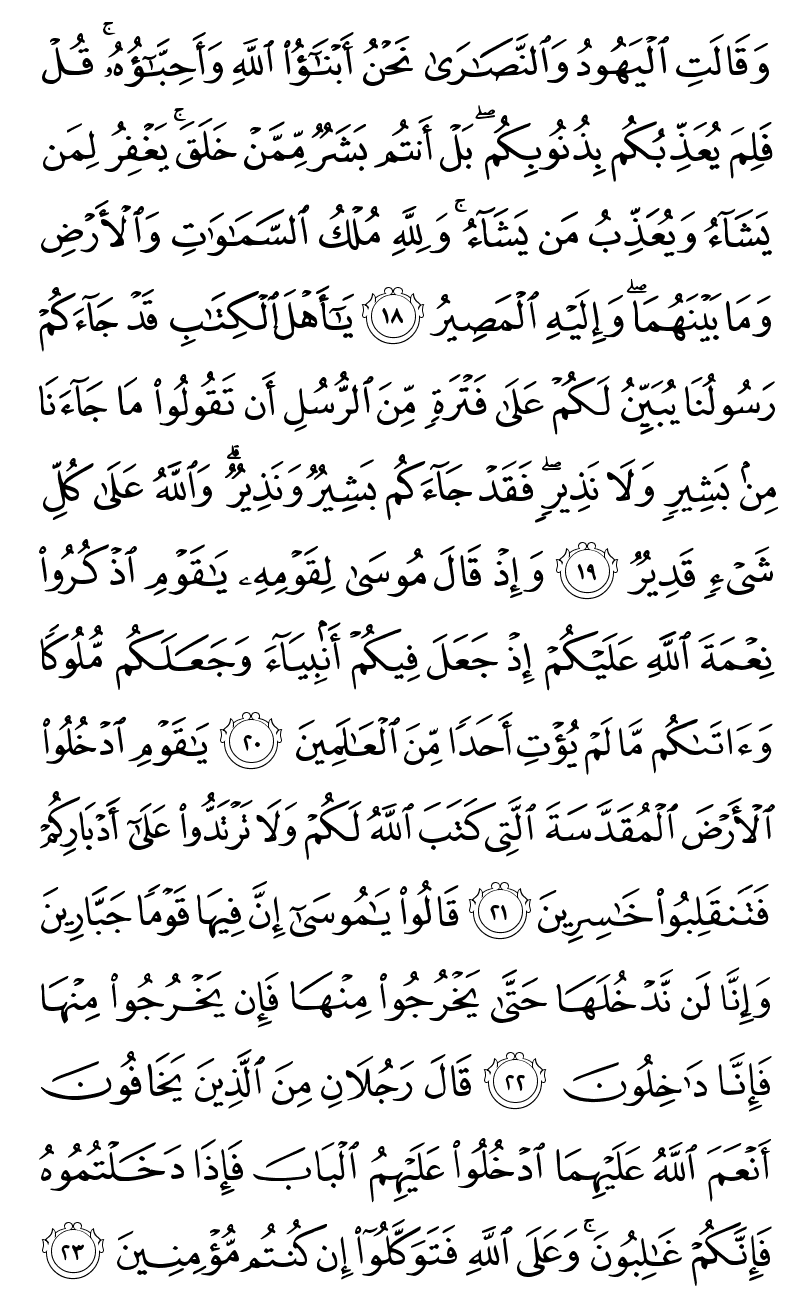 وَقَالَتِ ٱلْيَهُودُ وَٱلنَّصَٰرَىٰ نَحْنُ أَبْنَٰٓؤُا۟ ٱللَّهِ وَأَحِبَّٰٓؤُهُۥ ۚ قُلْ
فَلِمَ يُعَذِّبُكُم بِذُنُوبِكُم ۖ بَلْ أَنتُم بَشَرٌ مِّمَّنْ خَلَقَ ۚ يَغْفِرُ لِمَن
يَشَآءُ وَيُعَذِّبُ مَن يَشَآءُ ۚ وَلِلَّهِ مُلْكُ ٱلسَّمَٰوَٰتِ وَٱلْأَرْضِ
وَمَا بَيْنَهُمَا ۖ وَإِلَيْهِ ٱلْمَصِيرُ ١٨ يَٰٓأَهْلَ ٱلْكِتَٰبِ قَدْ جَآءَكُمْ
رَسُولُنَا يُبَيِّنُ لَكُمْ عَلَىٰ فَتْرَةٍ مِّنَ ٱلرُّسُلِ أَن تَقُولُوا۟ مَا جَآءَنَا
مِنۢ بَشِيرٍ وَلَا نَذِيرٍ ۖ فَقَدْ جَآءَكُم بَشِيرٌ وَنَذِيرٌ ۗ وَٱللَّهُ عَلَىٰ كُلِّ
شَىْءٍ قَدِيرٌ ١٩ وَإِذْ قَالَ مُوسَىٰ لِقَوْمِهِۦ يَٰقَوْمِ ٱذْكُرُوا۟
نِعْمَةَ ٱللَّهِ عَلَيْكُمْ إِذْ جَعَلَ فِيكُمْ أَنۢبِيَآءَ وَجَعَلَكُم مُّلُوكًا
وَءَاتَىٰكُم مَّا لَمْ يُؤْتِ أَحَدًا مِّنَ ٱلْعَٰلَمِينَ ٢٠ يَٰقَوْمِ ٱدْخُلُوا۟
ٱلْأَرْضَ ٱلْمُقَدَّسَةَ ٱلَّتِى كَتَبَ ٱللَّهُ لَكُمْ وَلَا تَرْتَدُّوا۟ عَلَىٰٓ أَدْبَارِكُمْ
فَتَنقَلِبُوا۟ خَٰسِرِينَ ٢١ قَالُوا۟ يَٰمُوسَىٰٓ إِنَّ فِيهَا قَوْمًا جَبَّارِينَ
وَإِنَّا لَن نَّدْخُلَهَا حَتَّىٰ يَخْرُجُوا۟ مِنْهَا فَإِن يَخْرُجُوا۟ مِنْهَا
فَإِنَّا دَٰخِلُونَ ٢٢ قَالَ رَجُلَانِ مِنَ ٱلَّذِينَ يَخَافُونَ
أَنْعَمَ ٱللَّهُ عَلَيْهِمَا ٱدْخُلُوا۟ عَلَيْهِمُ ٱلْبَابَ فَإِذَا دَخَلْتُمُوهُ
فَإِنَّكُمْ غَٰلِبُونَ ۚ وَعَلَى ٱللَّهِ فَتَوَكَّلُوٓا۟ إِن كُنتُم مُّؤْمِنِينَ ٢٣